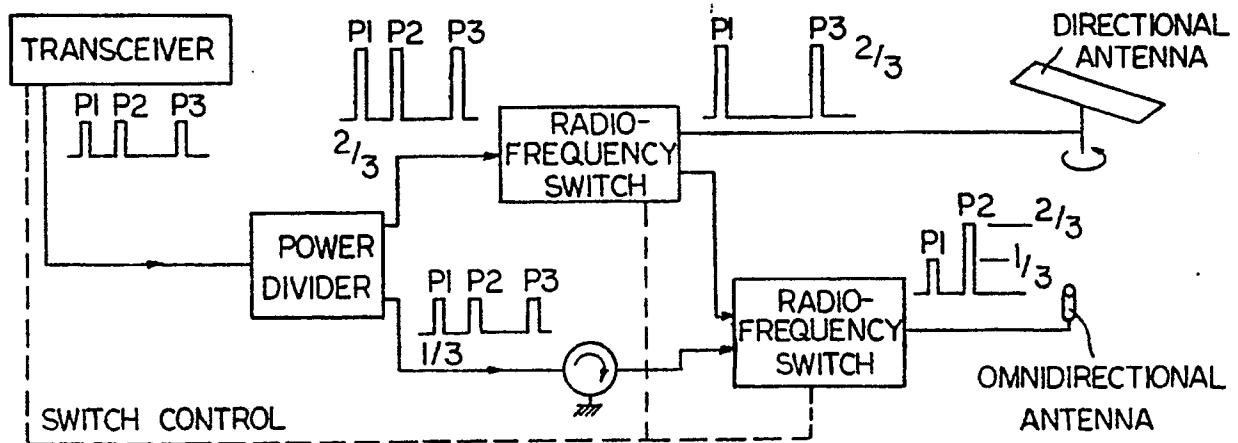 TRANSCEIVER
P1 P2 P3
P1 P2 P3
2/3
P1 P3 2/3
DIRECTIONAL
ANTENNA
RADIO-
FREQUENCY
SWITCH
POWER
DIVIDER
P1 P2 P3
1/3
RADIO-
FREQUENCY
SWITCH
P1 P2 2/3
1/3
OMNIDIRECTIONAL
ANTENNA
SWITCH CONTROL